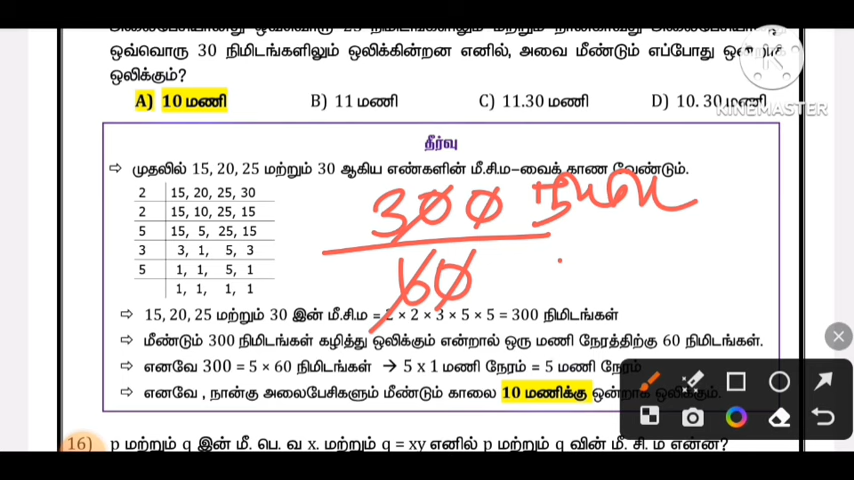 ஒவ்வொரு 30 நிமிடங்களிலும் ஒலிக்கின்றன எனில், அவை மீண்டும் எப்போது ஒன்றாக
ஒலிக்கும்?
A) 10 மணி B) 11 மணி C) 11.30 மணி D) 10. 30 மணி
KINEMASTER
தீர்வு
⇨ முதலில் 15, 20, 25 மற்றும் 30 ஆகிய எண்களின் மீ.சி.ம-வைக் காண வேண்டும்.
2 15, 20, 25, 30
2 15, 10, 25, 15
5 15, 5, 25, 15
3 3, 1, 5, 3
5 1, 1, 5, 1
1, 1, 1, 1
300
60
⇨ 15, 20, 25 மற்றும் 30 இன் மீ.சி.ம = 2 × 2 × 3 × 5 × 5 = 300 நிமிடங்கள்
⇨ மீண்டும் 300 நிமிடங்கள் கழித்து ஒலிக்கும் என்றால் ஒரு மணி நேரத்திற்கு 60 நிமிடங்கள்.
⇨ எனவே 300 = 5 × 60 நிமிடங்கள் → 5 x 1 மணி நேரம் = 5 மணி நேரம்
⇨ எனவே , நான்கு அலைபேசிகளும் மீண்டும் காலை 10 மணிக்கு ஒன்றாக ஒலிக்கும்.
16) p மற்றும் q இன் மீ. பெ. வ x. மற்றும் q = xy எனில் p மற்றும் q வின் மீ. சி. ம என்ன?